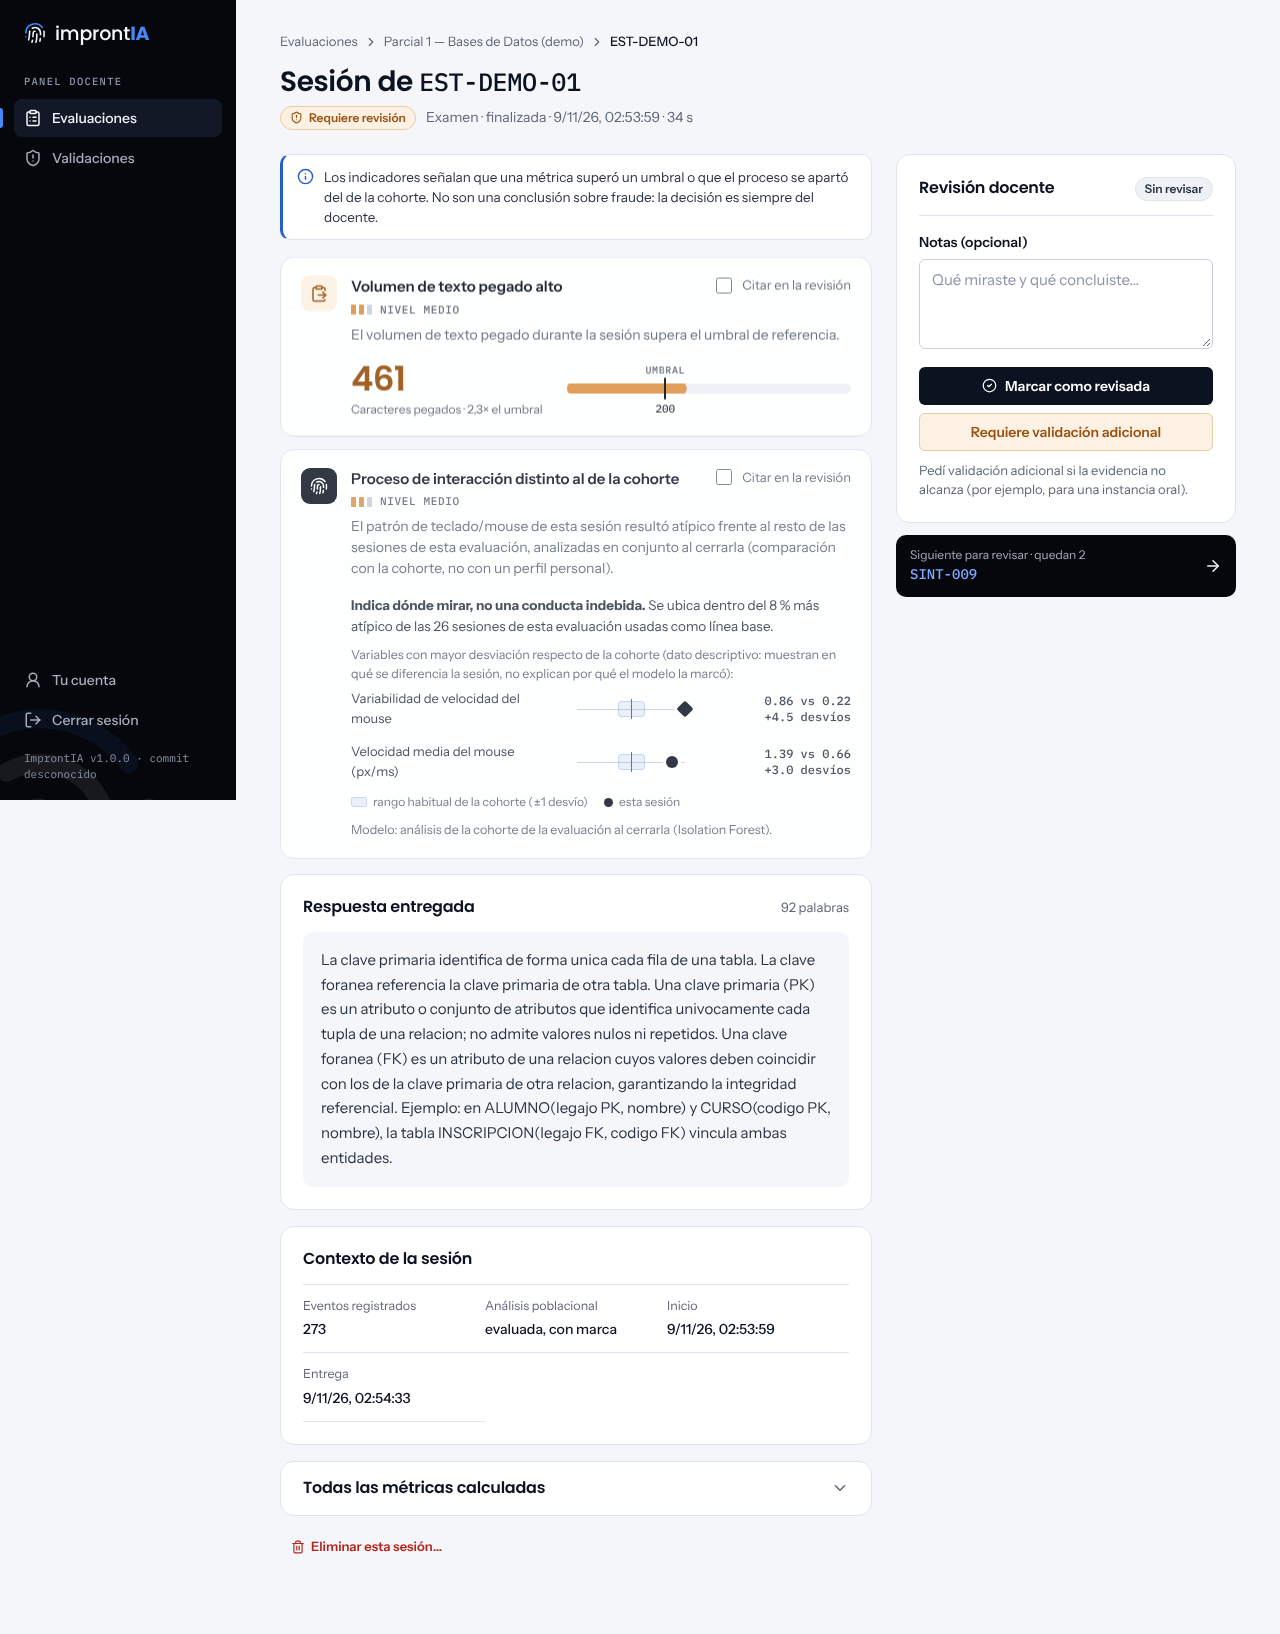 improntIA
PANEL DOCENTE
Evaluaciones
Validaciones
Tu cuenta
Cerrar sesión
ImprontIA v1.0.0 · commit
desconocido
Evaluaciones > Parcial 1 — Bases de Datos (demo) > EST-DEMO-01
Sesión de EST-DEMO-01
Requiere revisión
Examen · finalizada · 9/11/26, 02:53:59 · 34 s
Los indicadores señalan que una métrica superó un umbral o que el proceso se apartó
del de la cohorte. No son una conclusión sobre fraude: la decisión es siempre del
docente.
Volumen de texto pegado alto
Citar en la revisión
NIVEL MEDIO
El volumen de texto pegado durante la sesión supera el umbral de referencia.
461
Caracteres pegados · 2,3× el umbral
UMBRAL
200
Proceso de interacción distinto al de la cohorte
Citar en la revisión
NIVEL MEDIO
El patrón de teclado/mouse de esta sesión resultó atípico frente al resto de las
sesiones de esta evaluación, analizadas en conjunto al cerrarla (comparación
con la cohorte, no con un perfil personal).
Indica dónde mirar, no una conducta indebida. Se ubica dentro del 8 % más
atípico de las 26 sesiones de esta evaluación usadas como línea base.
Variables con mayor desviación respecto de la cohorte (dato descriptivo: muestran en
qué se diferencia la sesión, no explican por qué el modelo la marcó):
Variabilidad de velocidad del
mouse
0.86 vs 0.22
+4.5 desvíos
Velocidad media del mouse
(px/ms)
1.39 vs 0.66
+3.0 desvíos
rango habitual de la cohorte (±1 desvío)
esta sesión
Modelo: análisis de la cohorte de la evaluación al cerrarla (Isolation Forest).
Respuesta entregada
92 palabras
La clave primaria identifica de forma unica cada fila de una tabla. La clave
foranea referencia la clave primaria de otra tabla. Una clave primaria (PK)
es un atributo o conjunto de atributos que identifica univocamente cada
tupla de una relacion; no admite valores nulos ni repetidos. Una clave
foranea (FK) es un atributo de una relacion cuyos valores deben coincidir
con los de la clave primaria de otra relacion, garantizando la integridad
referencial. Ejemplo: en ALUMNO(legajo PK, nombre) y CURSO(codigo PK,
nombre), la tabla INSCRIPCION(legajo FK, codigo FK) vincula ambas
entidades.
Contexto de la sesión
Eventos registrados
273
Análisis poblacional
evaluada, con marca
Inicio
9/11/26, 02:53:59
Entrega
9/11/26, 02:54:33
Todas las métricas calculadas
Eliminar esta sesión...
Revisión docente
Sin revisar
Notas (opcional)
Qué miraste y qué concluiste...
Marcar como revisada
Requiere validación adicional
Pedí validación adicional si la evidencia no
alcanza (por ejemplo, para una instancia oral).
Siguiente para revisar · quedan 2
SINT-009